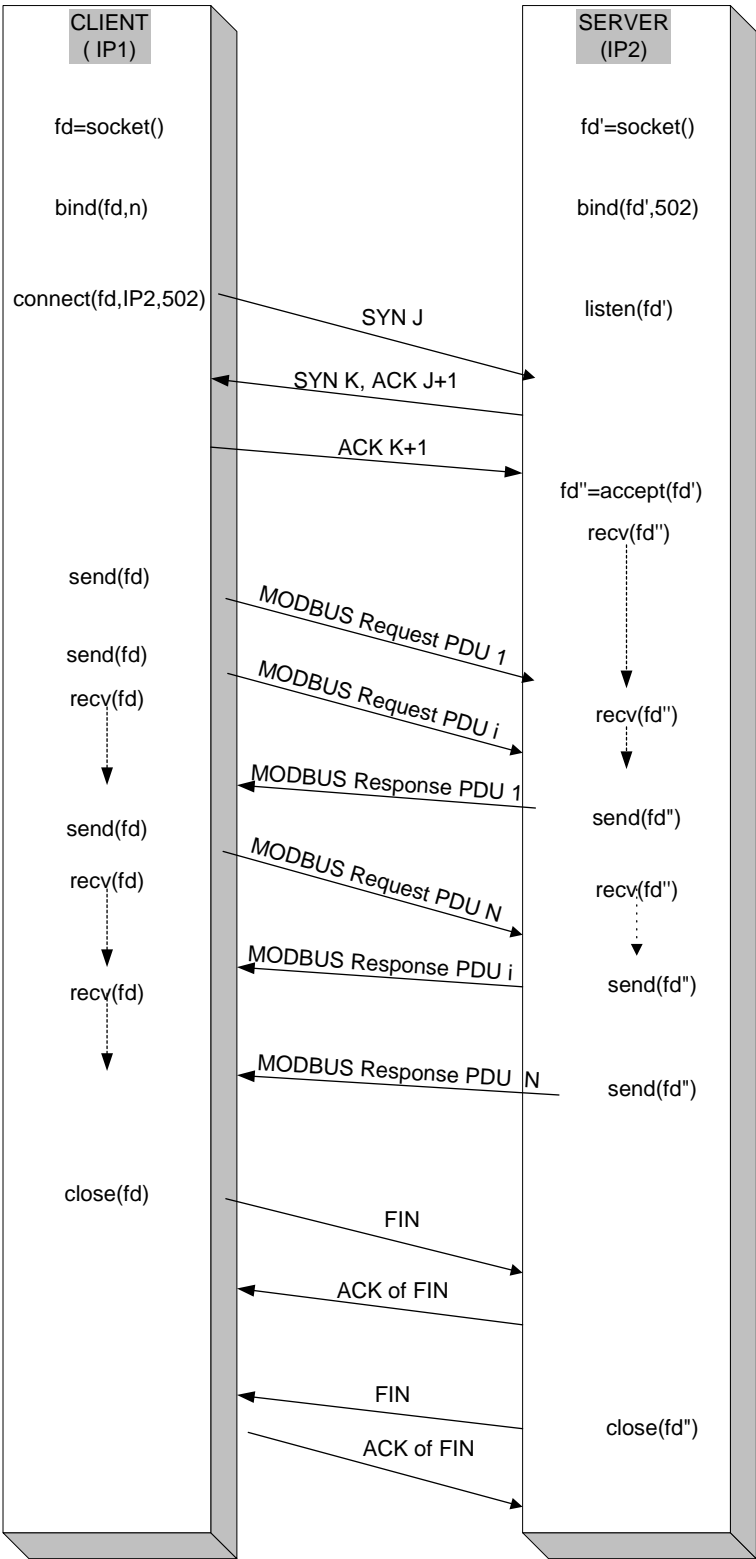 CLIENT
( IP1)
SERVER
(IP2)
fd=socket()
fd'=socket()
bind(fd,n)
bind(fd',502)
connect(fd,IP2,502)
listen(fd')
SYN J
SYN K, ACK J+1
ACK K+1
fd"=accept(fd')
recv(fd")
send(fd)
MODBUS Request PDU 1
send(fd)
MODBUS Request PDU i
recv(fd)
recv(fd")
MODBUS Response PDU 1
send(fd")
send(fd)
MODBUS Request PDU N
recv(fd)
recv(fd")
MODBUS Response PDU i
send(fd")
recv(fd)
MODBUS Response PDU N
send(fd")
close(fd)
FIN
ACK of FIN
FIN
close(fd")
ACK of FIN